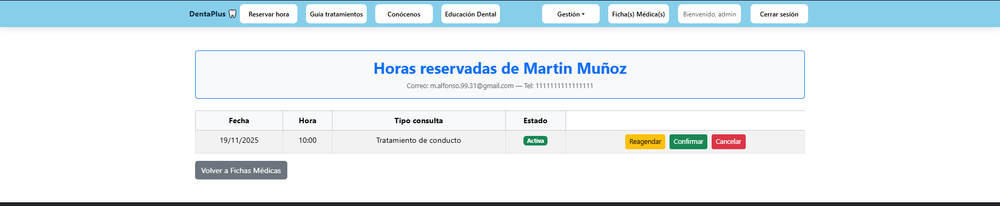 DentaPlus Reservar hora Guía tratamientos Conócenos Educación Dental Gestión Ficha(s) Médica(s) Bienvenido, admin Cerrar sesión
Horas reservadas de Martin Muñoz
Correo: m.alfonso.99.31@gmail.com — Tel: 1111111111111111
Fecha Hora Tipo consulta Estado
19/11/2025 10:00 Tratamiento de conducto Activa Reagendar Confirmar Cancelar
Volver a Fichas Médicas